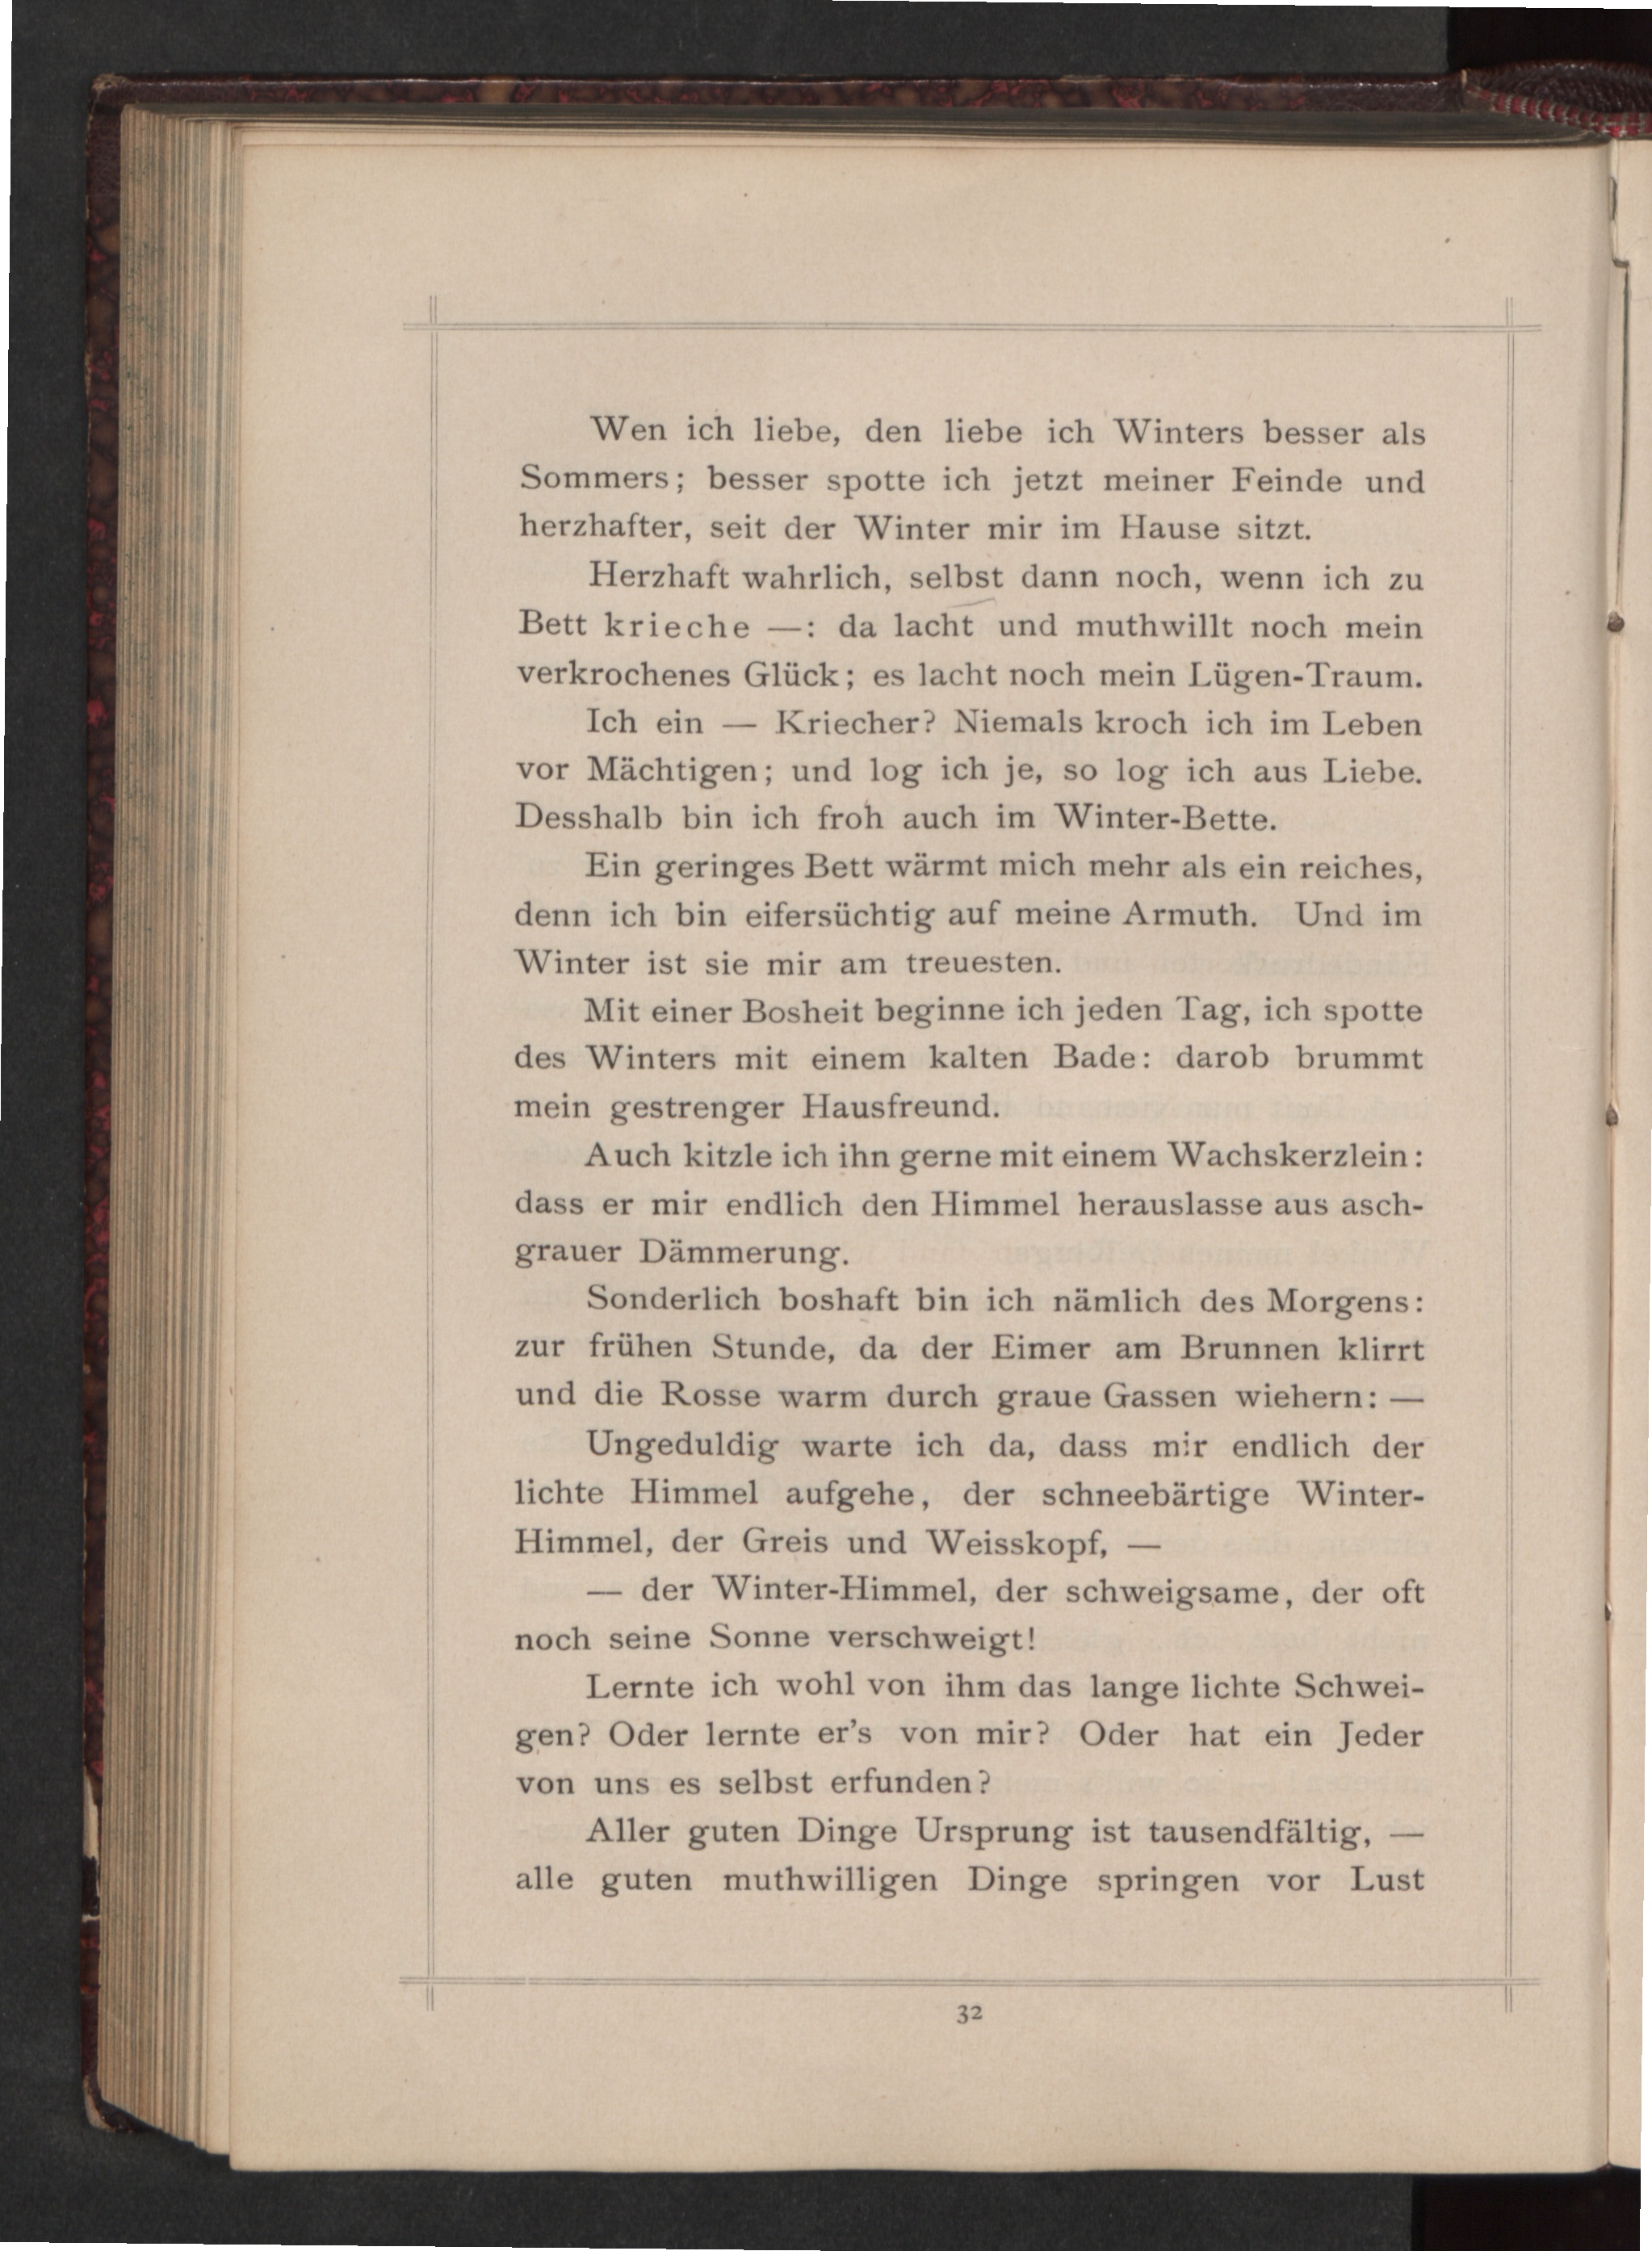 Wen ich liebe, den liebe ich Winters besser als
Sommers; besser spotte ich jetzt meiner Feinde und
herzhafter, seit der Winter mir im Hause sitzt.
Herzhaft wahrlich, selbst dann noch, wenn ich zu
Bett krieche —: da lacht und muthwillt noch mein
verkrochenes Glück; es lacht noch mein Lügen-Traum.
Ich ein — Kriecher? Niemals kroch ich im Leben
vor Mächtigen; und log ich je, so log ich aus Liebe.
Desshalb bin ich froh auch im Winter-Bette.
Ein geringes Bett wärmt mich mehr als ein reiches,
denn ich bin eifersüchtig auf meine Armuth. Und im
Winter ist sie mir am treuesten.
Mit einer Bosheit beginne ich jeden Tag, ich spotte
des Winters mit einem kalten Bade: darob brummt
mein gestrenger Hausfreund.
Auch kitzle ich ihn gerne mit einem Wachskerzlein:
dass er mir endlich den Himmel herauslasse aus asch-
grauer Dämmerung.
Sonderlich boshaft bin ich nämlich des Morgens:
zur frühen Stunde, da der Eimer am Brunnen klirrt
und die Rosse warm durch graue Gassen wiehern: —
Ungeduldig warte ich da, dass mir endlich der
lichte Himmel aufgehe, der schneebärtige Winter-
Himmel, der Greis und Weisskopf, —
— der Winter-Himmel, der schweigsame, der oft
noch seine Sonne verschweigt!
Lernte ich wohl von ihm das lange lichte Schwei-
gen? Oder lernte er's von mir? Oder hat ein Jeder
von uns es selbst erfunden?
Aller guten Dinge Ursprung ist tausendfältig, —
alle guten muthwilligen Dinge springen vor Lust
32